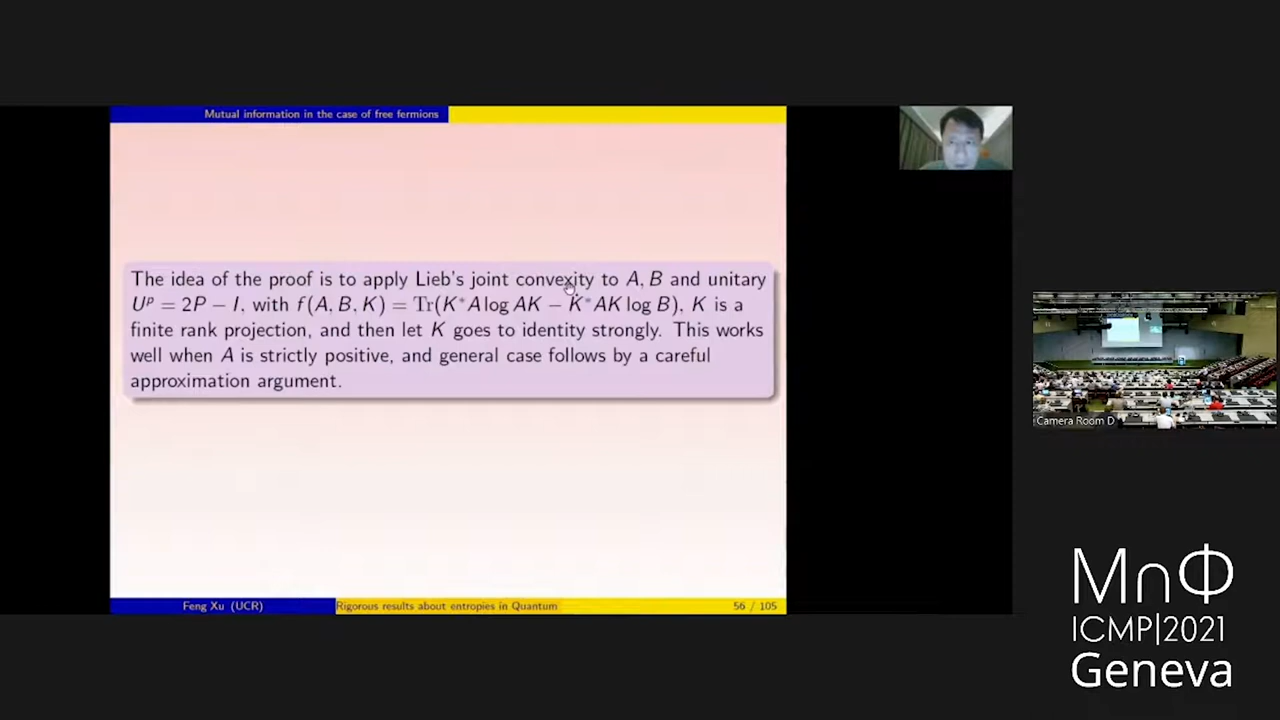 Mutual information in the case of free fermions
The idea of the proof is to apply Lieb's joint convexity to A, B and unitary
Uᵖ = 2P − I, with f(A, B, K) = Tr(K*A log AK − K*AK log B), K is a
finite rank projection, and then let K goes to identity strongly. This works
well when A is strictly positive, and general case follows by a careful
approximation argument.
Feng Xu (UCR)
Rigorous results about entropies in Quantum
56 / 105
Camera Room D
MηΦ
ICMP|2021
Geneva